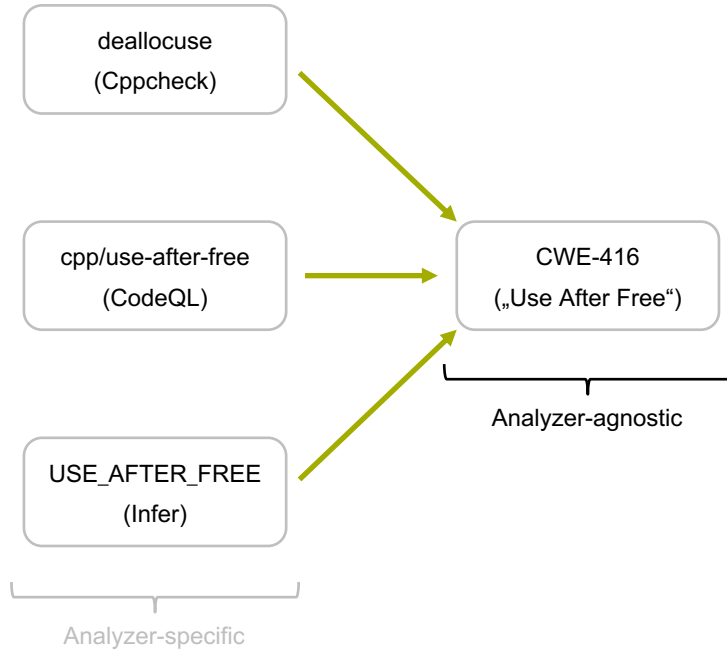 deallocuse
(Cppcheck)
cpp/use-after-free
(CodeQL)
CWE-416
(„Use After Free“)
Analyzer-agnostic
USE_AFTER_FREE
(Infer)
Analyzer-specific